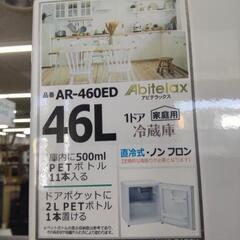 品番 AR-460ED
Abitelax
アビテラックス
46L
1ドア 家庭用
冷蔵庫
庫内に500ml
PETボトル
11本入る
直冷式・ノンフロン
ドアポケットに
2L PETボトル
1本置ける